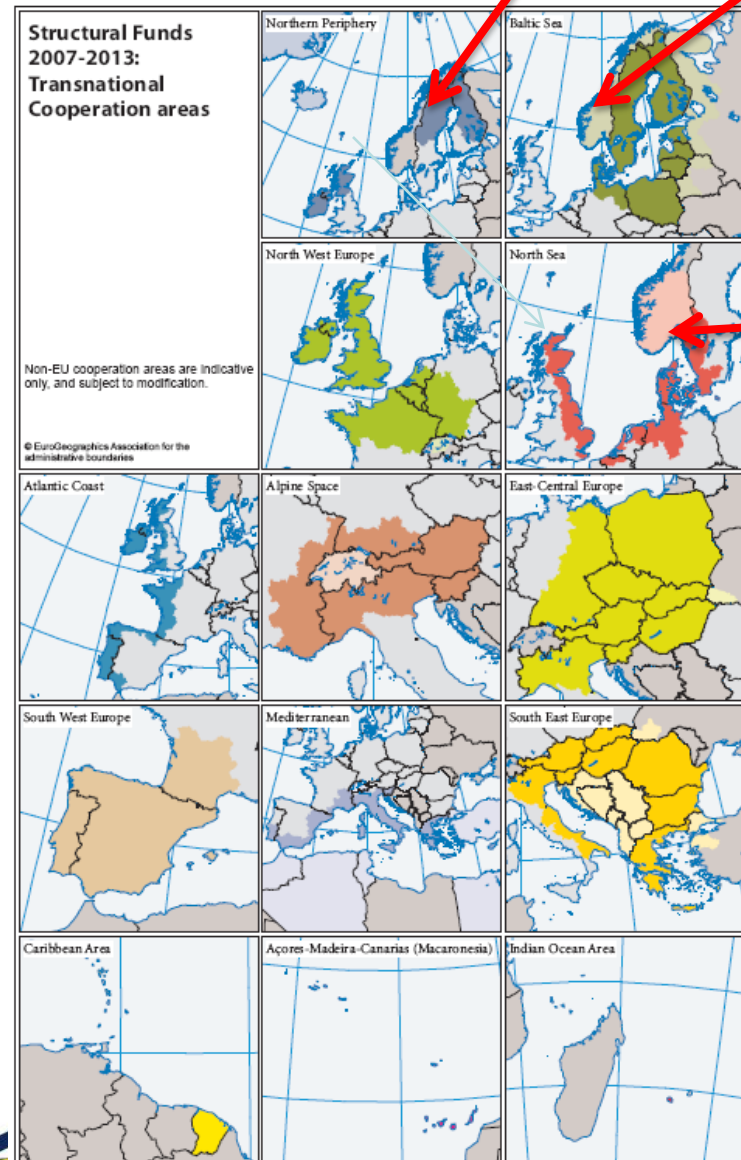 Structural Funds
2007-2013:
Transnational
Cooperation areas
Non-EU cooperation areas are indicative
only, and subject to modification.
© EuroGeographics Association for the
administrative boundaries
Northern Periphery
Baltic Sea
North West Europe
North Sea
Atlantic Coast
Alpine Space
East-Central Europe
South West Europe
Mediterranean
South East Europe
Caribbean Area
Açores-Madeira-Canarias (Macaronesia)
Indian Ocean Area